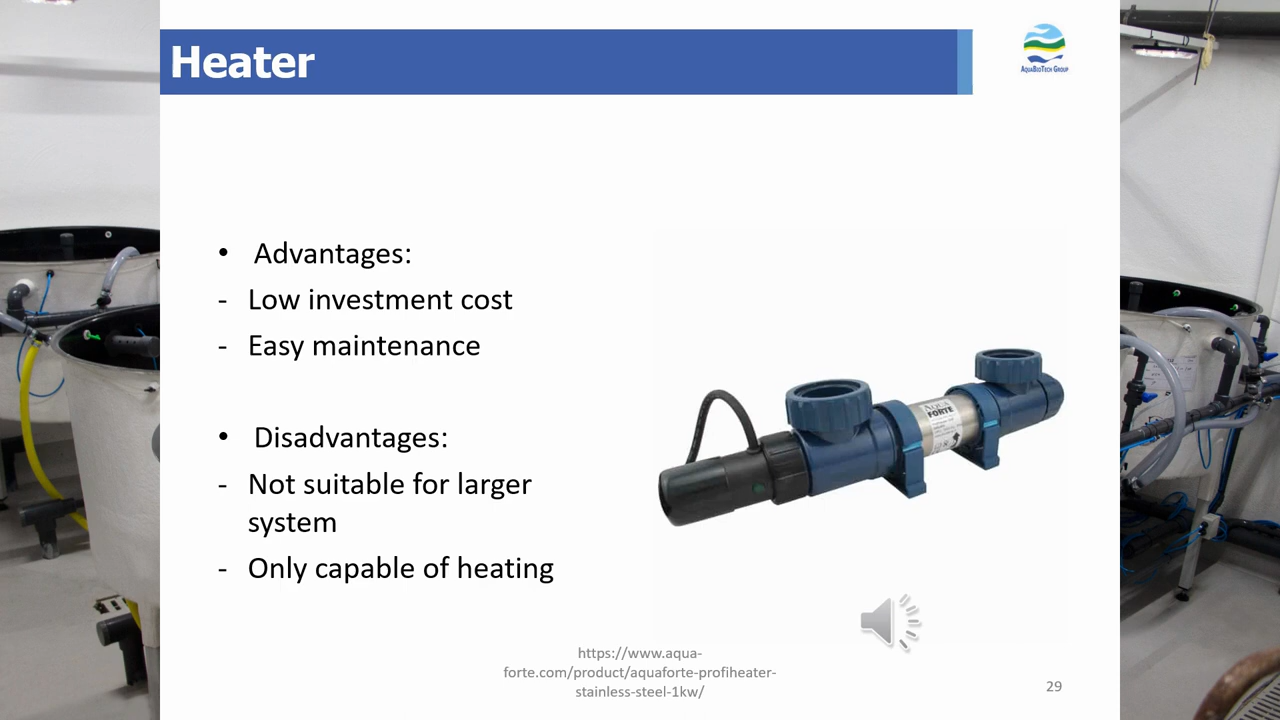 Heater
AQUABIOTECH GROUP
• Advantages:
- Low investment cost
- Easy maintenance
• Disadvantages:
- Not suitable for larger
system
- Only capable of heating
AQUA
FORTE
https://www.aqua-
forte.com/product/aquaforte-profiheater-
stainless-steel-1kw/
29